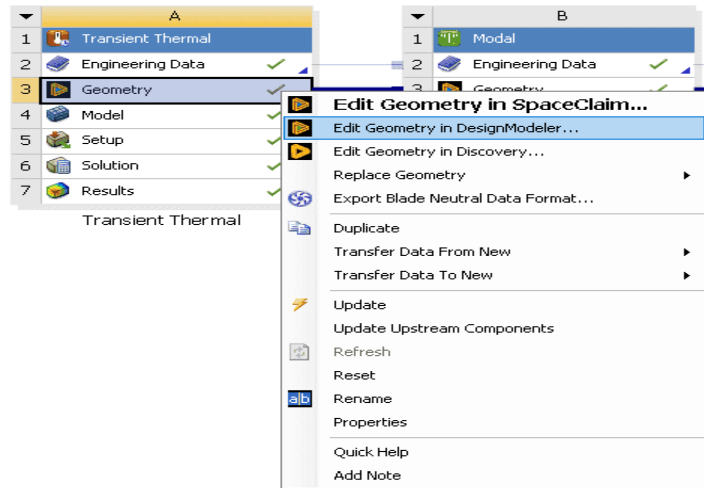 A
1 Transient Thermal
2 Engineering Data
3 Geometry
4 Model
5 Setup
6 Solution
7 Results
Transient Thermal
B
1 Modal
2 Engineering Data
3 Geometry
Edit Geometry in SpaceClaim...
Edit Geometry in DesignModeler...
Edit Geometry in Discovery...
Replace Geometry
Export Blade Neutral Data Format...
Duplicate
Transfer Data From New
Transfer Data To New
Update
Update Upstream Components
Refresh
Reset
a|b Rename
Properties
Quick Help
Add Note